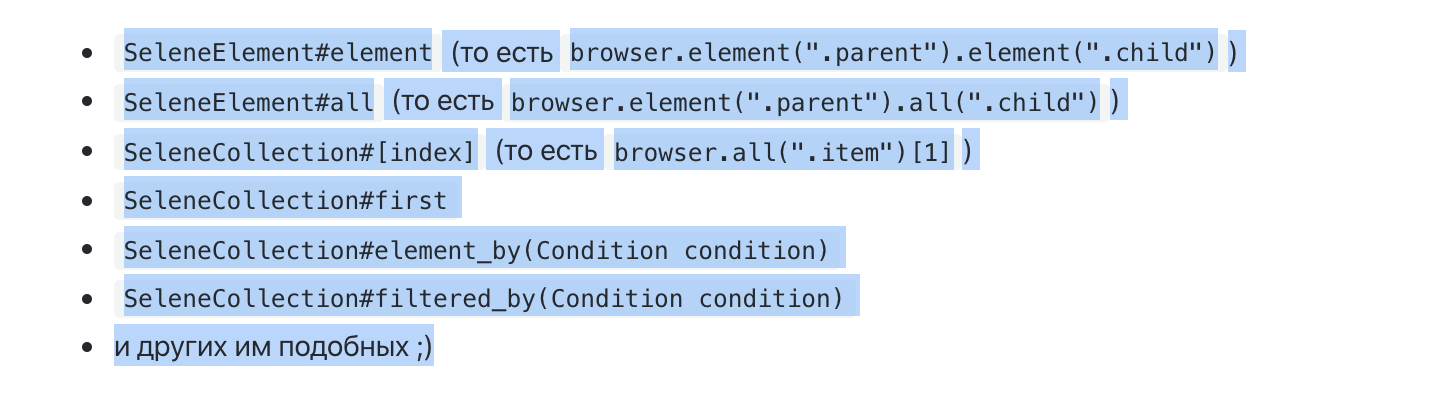 SeleneElement#element (то есть browser.element(".parent").element(".child") )
SeleneElement#all (то есть browser.element(".parent").all(".child") )
SeleneCollection#[index] (то есть browser.all(".item")[1] )
SeleneCollection#first
SeleneCollection#element_by(Condition condition)
SeleneCollection#filtered_by(Condition condition)
и других им подобных ;)